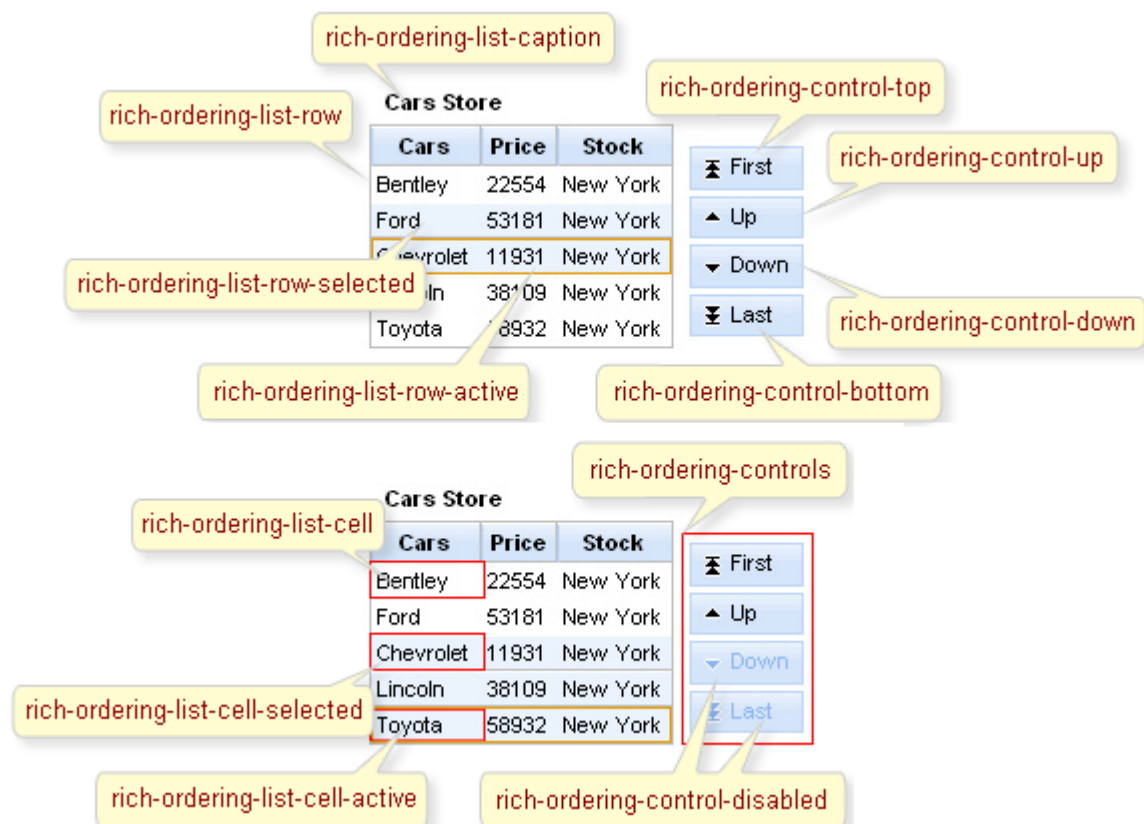 rich-ordering-list-caption
rich-ordering-control-top
Cars Store
rich-ordering-list-row
Cars Price Stock
First
rich-ordering-control-up
Bentley 22554 New York
Up
Ford 53181 New York
11931 New York
Down
rich-ordering-list-row-selected
38109 New York
Last
rich-ordering-control-down
Toyota New York
rich-ordering-list-row-active
rich-ordering-control-bottom
rich-ordering-controls
Cars Store
rich-ordering-list-cell
Cars Price Stock
First
Bentley 22554 New York
Up
Ford 53181 New York
Chevrolet 11931 New York
Down
Lincoln 38109 New York
rich-ordering-list-cell-selected
Last
Toyota 58932 New York
rich-ordering-list-cell-active
rich-ordering-control-disabled